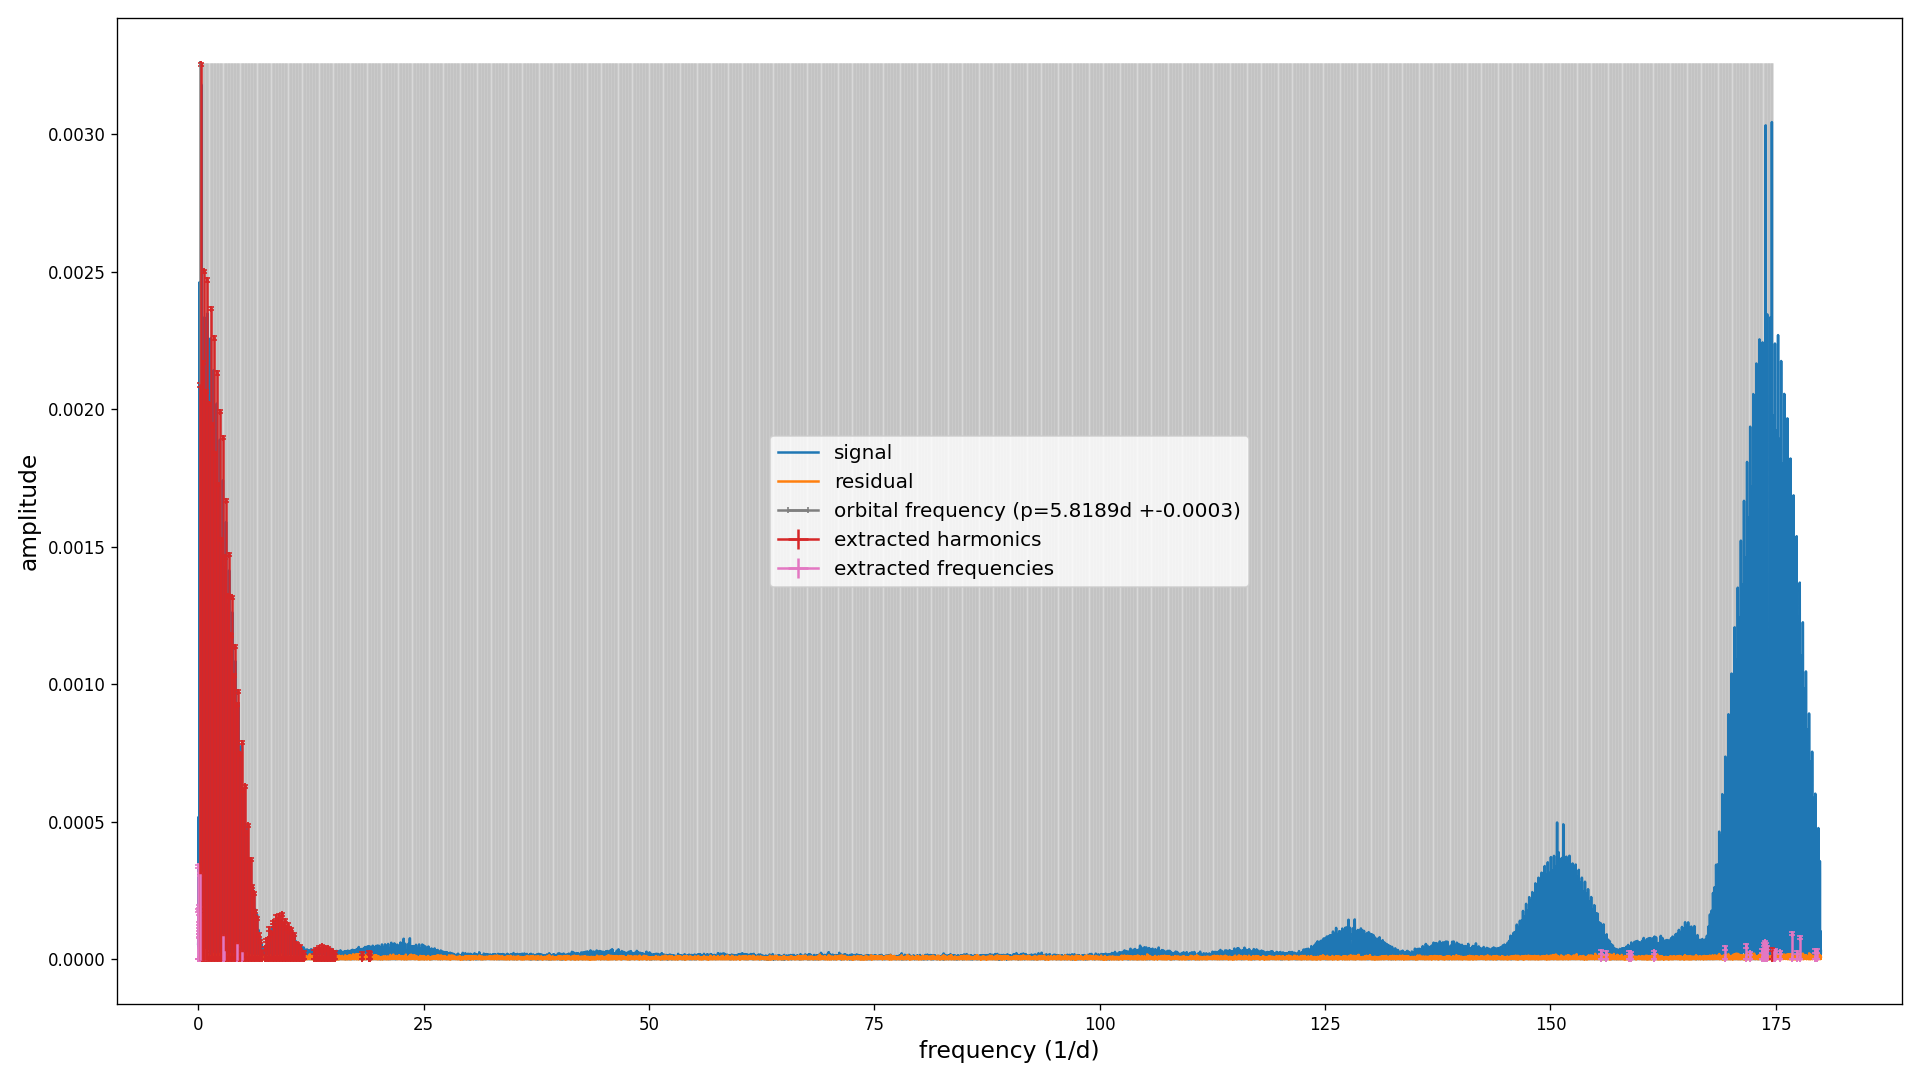 amplitude
0.0030
0.0025
0.0020
0.0015
0.0010
0.0005
0.0000
signal
residual
orbital frequency (p=5.8189d +-0.0003)
extracted harmonics
extracted frequencies
0 25 50 75 100 125 150 175
frequency (1/d)